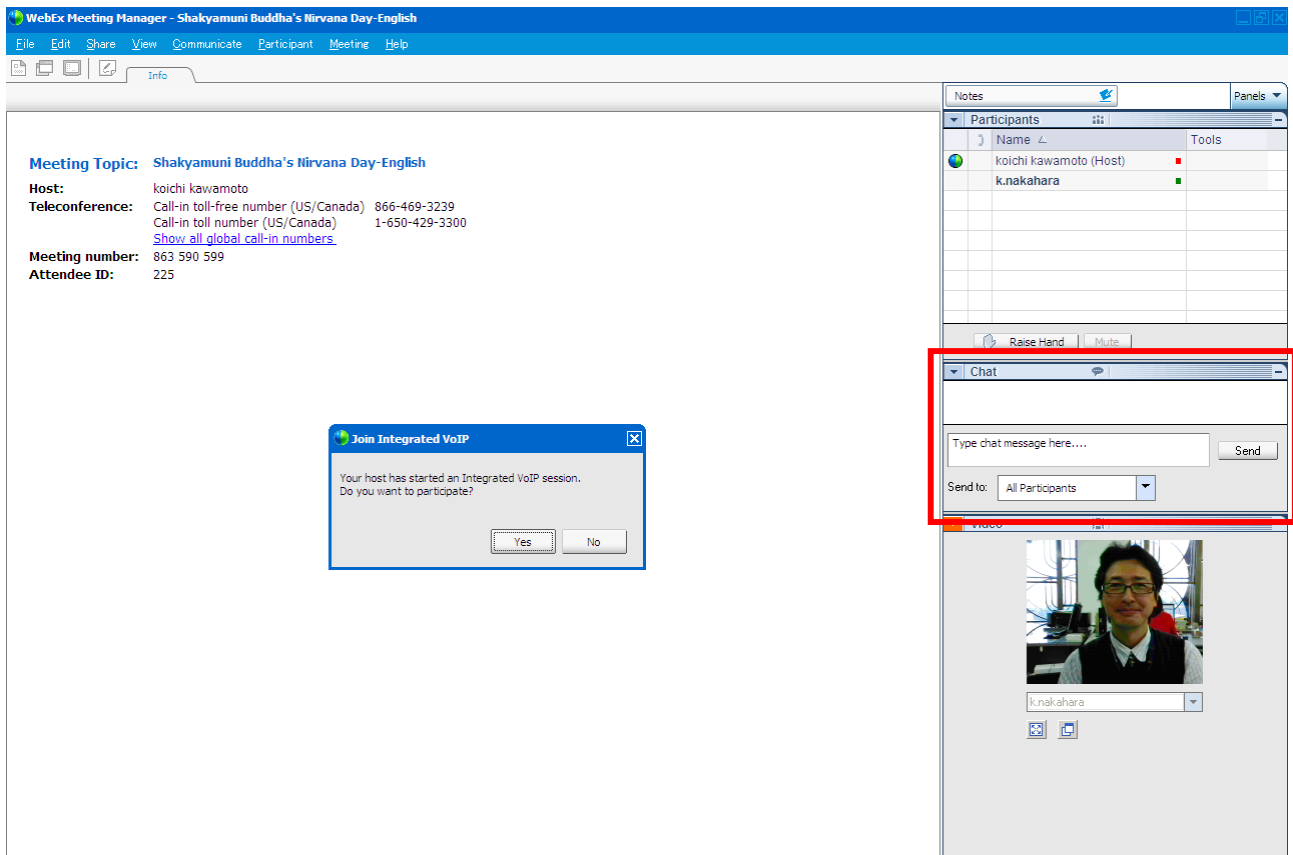 WebEx Meeting Manager - Shakyamuni Buddha's Nirvana Day-English
File Edit Share View Communicate Participant Meeting Help
Info
Notes
Panels
Participants
Name Tools
koichi kawamoto (Host)
k.nakahara
Meeting Topic: Shakyamuni Buddha's Nirvana Day-English
Host: koichi kawamoto
Teleconference: Call-in toll-free number (US/Canada) 866-469-3239
Call-in toll number (US/Canada) 1-650-429-3300
Show all global call-in numbers
Meeting number: 863 590 599
Attendee ID: 225
Raise Hand Mute
Chat
Type chat message here....
Send
Send to: All Participants
Video
k.nakahara
Join Integrated VoIP
Your host has started an Integrated VoIP session.
Do you want to participate?
Yes No